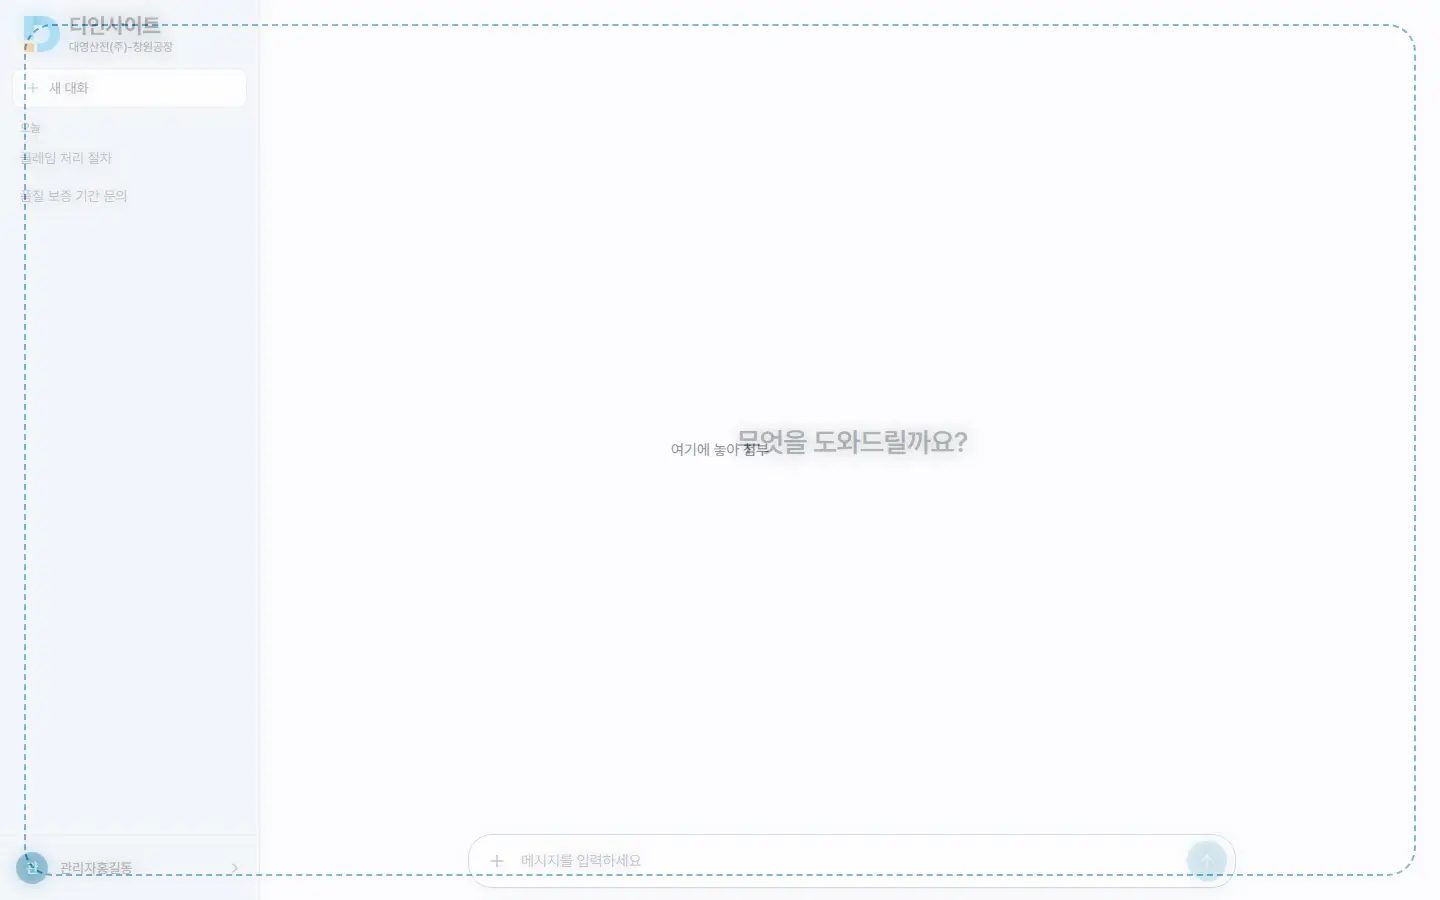 디인사이트
대영산전(주)-창원공장
새 대화
오늘
클레임 처리 절차
품질 보증 기간 문의
무엇을 도와드릴까요?
여기에 놓아 첨부
메시지를 입력하세요
관
관리자홍길동